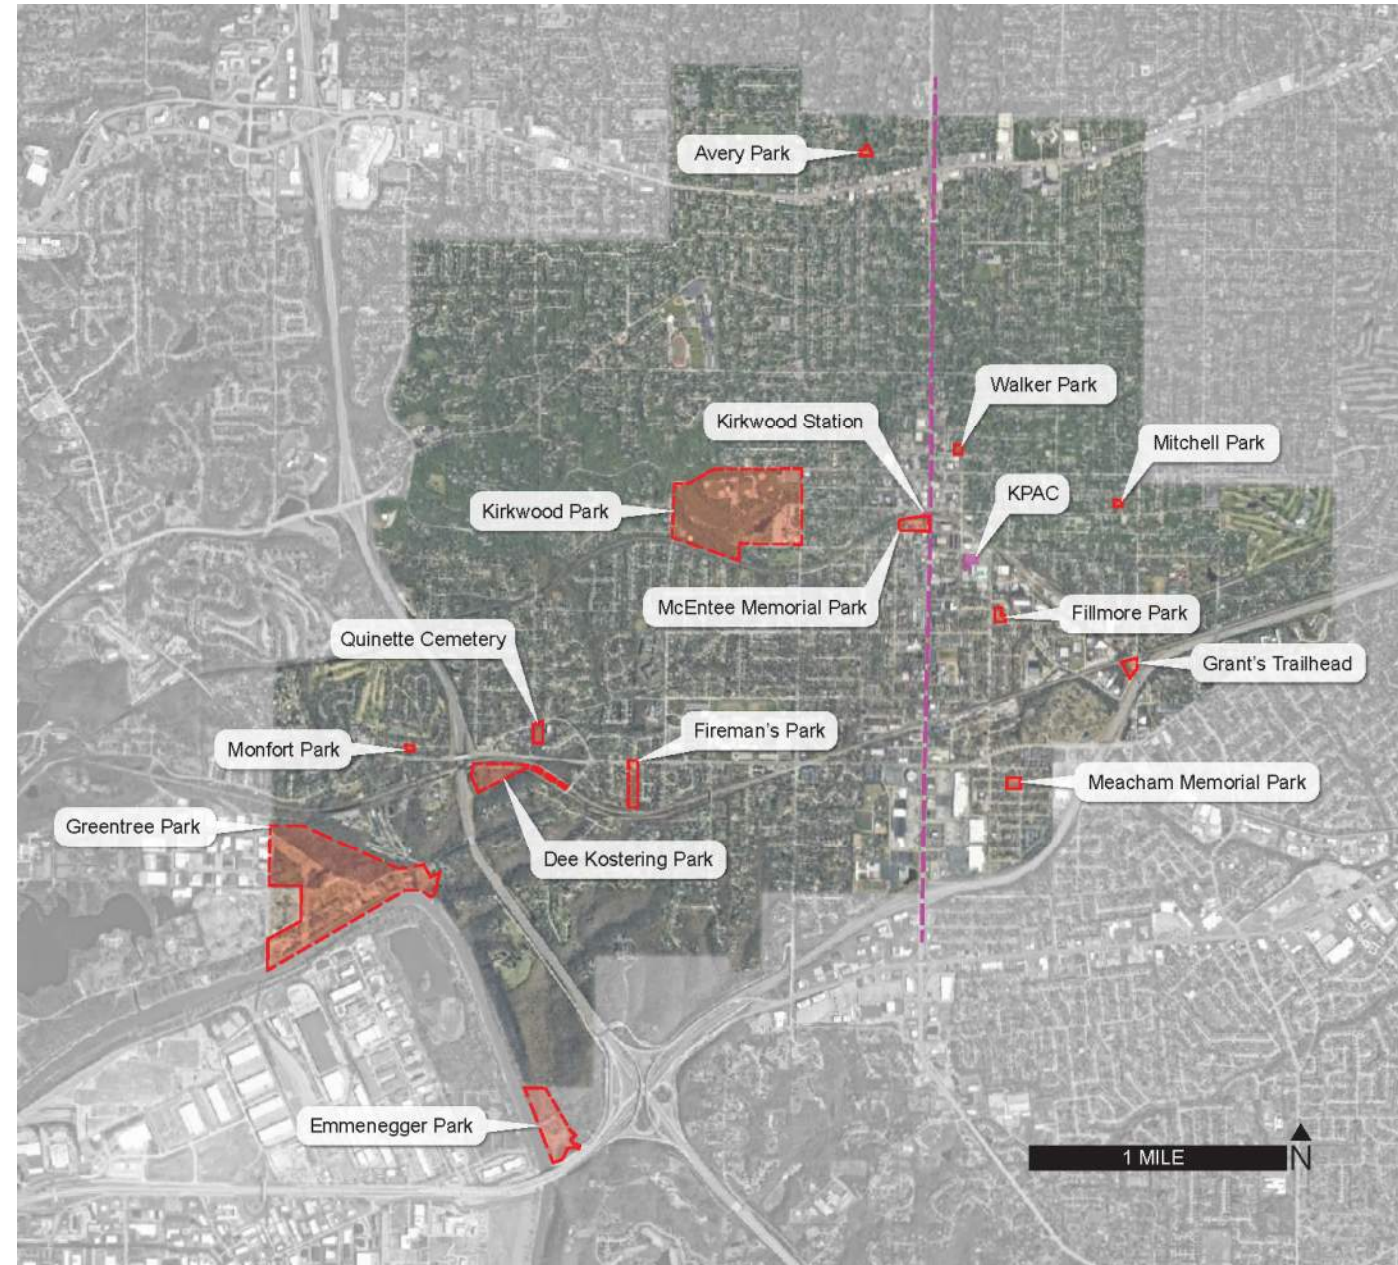 Avery Park
Walker Park
Kirkwood Station
Mitchell Park
KPAC
Kirkwood Park
McEntee Memorial Park
Fillmore Park
Quinette Cemetery
Grant's Trailhead
Fireman's Park
Monfort Park
Meacham Memorial Park
Greentree Park
Dee Kostering Park
Emmenegger Park
1 MILE
N